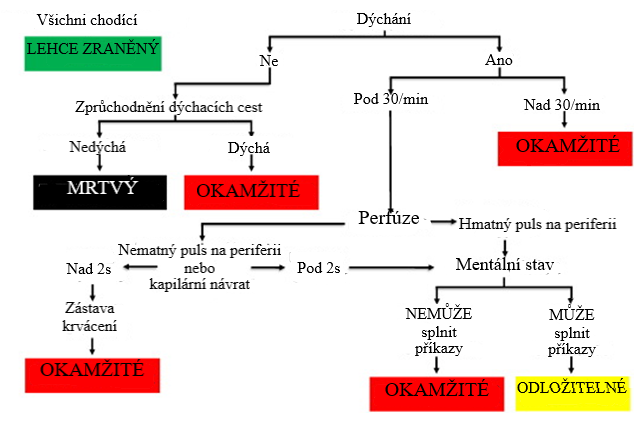 Všichni chodící
LEHCE ZRANĚNÝ
Dýchání
Ne
Ano
Zprůchodnění dýchacích cest
Pod 30/min
Nad 30/min
OKAMŽITÉ
Nedýchá
Dýchá
MRTVÝ
OKAMŽITÉ
Perfúze
Hmatný puls na periferii
Nematný puls na periferii
nebo
kapilární návrat
Nad 2s
Pod 2s
Mentální stav
Zástava
krvácení
NEMŮŽE
splnit
příkazy
MŮŽE
splnit
příkazy
OKAMŽITÉ
OKAMŽITÉ
ODLOŽITELNÉ